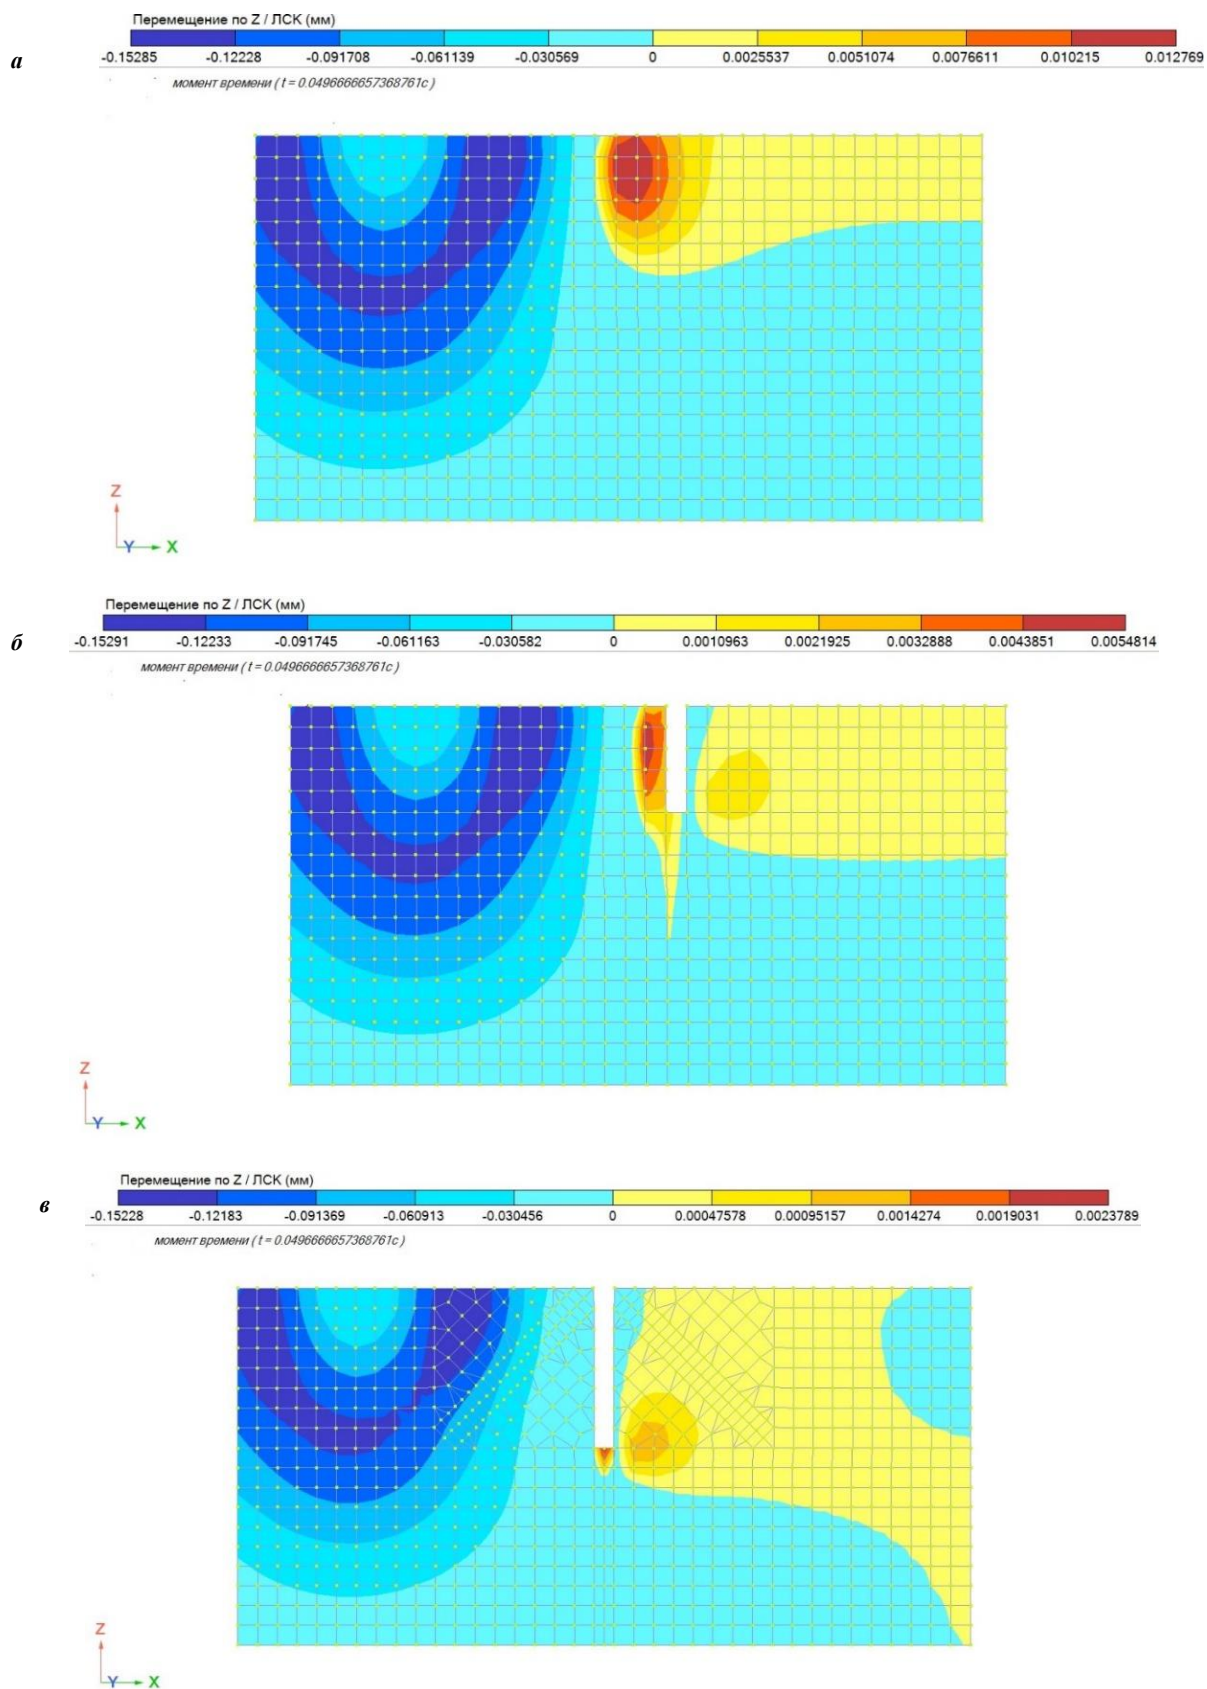 Перемещение по Z / ЛСК (мм)
а
-0.15285 -0.12228 -0.091708 -0.061139 -0.030569 0 0.0025537 0.0051074 0.0076611 0.010215 0.012769
момент времени ( t = 0.0496666657368761c )
Z
Y X
Перемещение по Z / ЛСК (мм)
б
-0.15291 -0.12233 -0.091745 -0.061163 -0.030582 0 0.0010963 0.0021925 0.0032888 0.0043851 0.0054814
момент времени ( t = 0.0496666657368761c )
Z
Y X
Перемещение по Z / ЛСК (мм)
в
-0.15228 -0.12183 -0.091369 -0.060913 -0.030456 0 0.00047578 0.00095157 0.0014274 0.0019031 0.0023789
момент времени ( t = 0.0496666657368761c )
Z
Y X